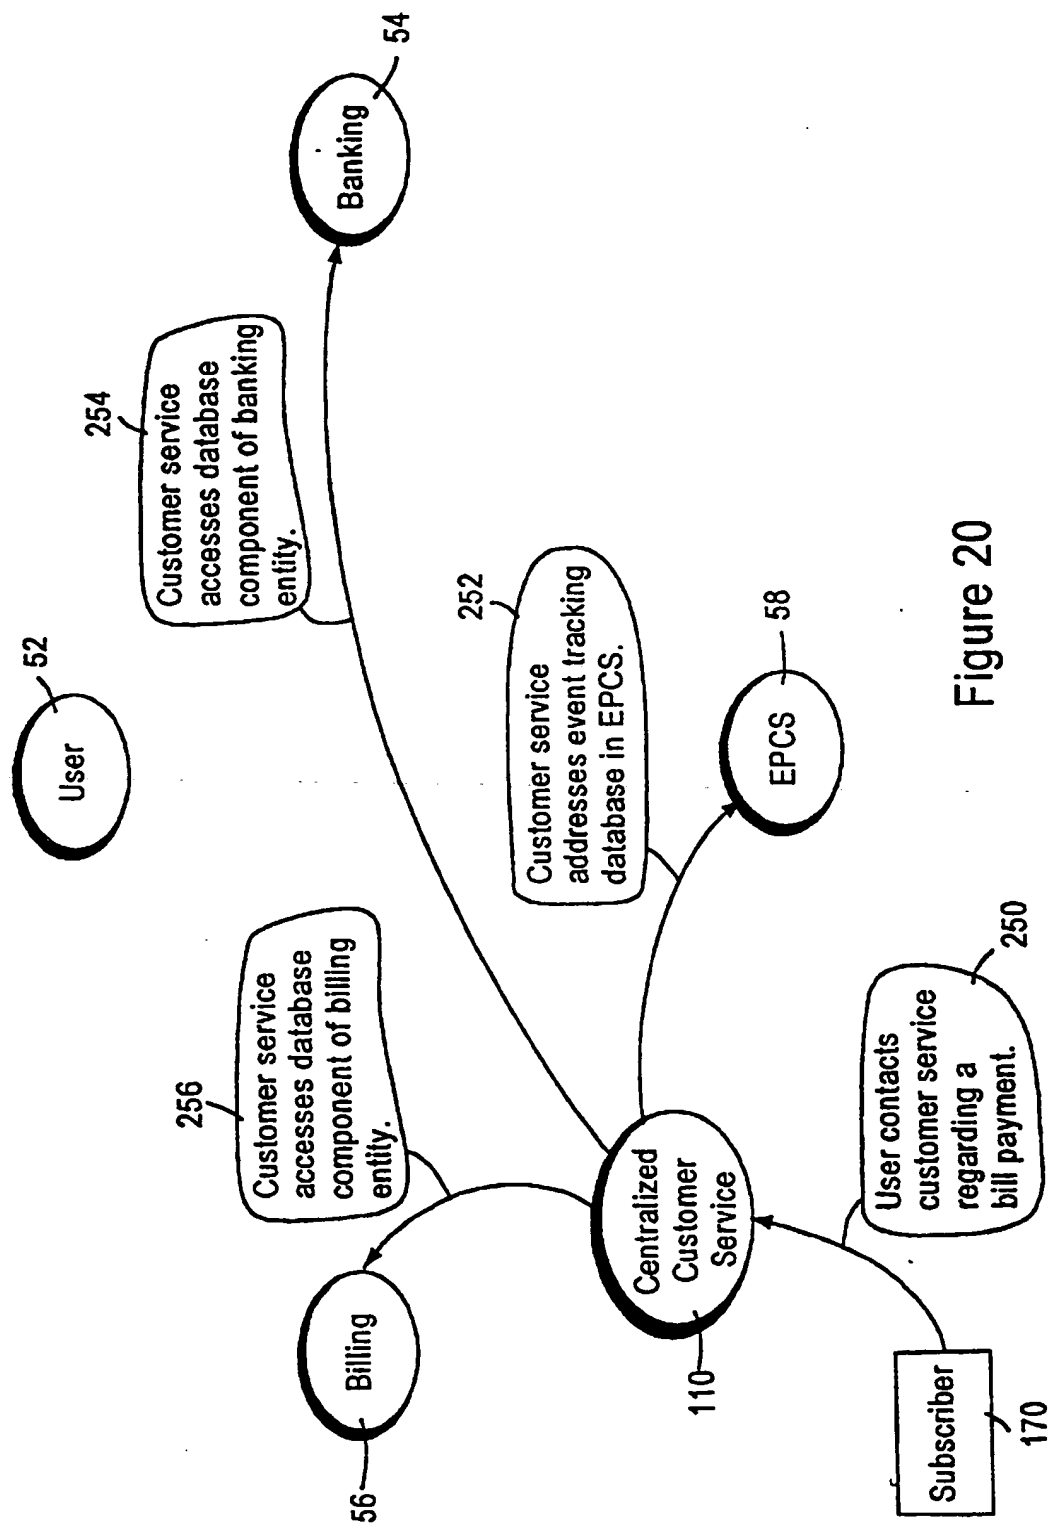 User
52
Banking
54
254
Customer service
accesses database
component of banking
entity.
256
Customer service
accesses database
component of billing
entity.
Billing
56
252
Customer service
addresses event tracking
database in EPCS.
EPCS
58
Centralized
Customer
Service
110
250
User contacts
customer service
regarding a
bill payment.
Subscriber
170
Figure 20